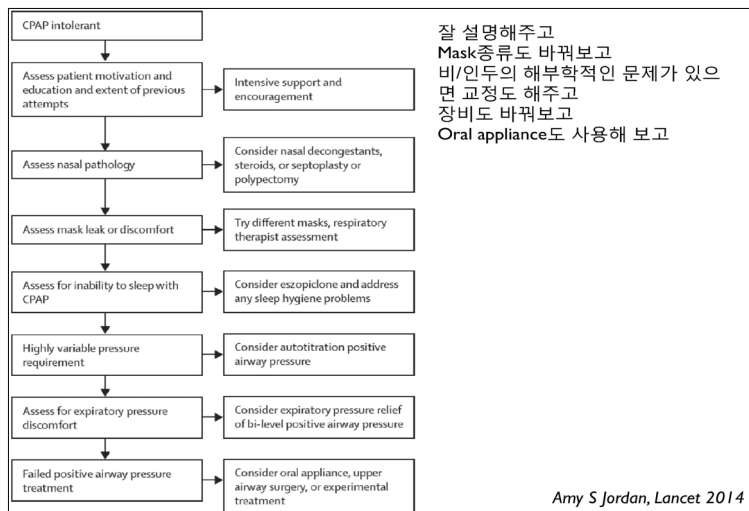 CPAP intolerant
Assess patient motivation and
education and extent of previous
attempts
Intensive support and
encouragement
Assess nasal pathology
Consider nasal decongestants,
steroids, or septoplasty or
polypectomy
Assess mask leak or discomfort
Try different masks, respiratory
therapist assessment
Assess for inability to sleep with
CPAP
Consider eszopiclone and address
any sleep hygiene problems
Highly variable pressure
requirement
Consider autotitration positive
airway pressure
Assess for expiratory pressure
discomfort
Consider expiratory pressure relief
of bi-level positive airway pressure
Failed positive airway pressure
treatment
Consider oral appliance, upper
airway surgery, or experimental
treatment
잘 설명해주고
Mask종류도 바꿔보고
비/인두의 해부학적인 문제가 있으
면 교정도 해주고
장비도 바꿔보고
Oral appliance도 사용해 보고
Amy S Jordan, Lancet 2014